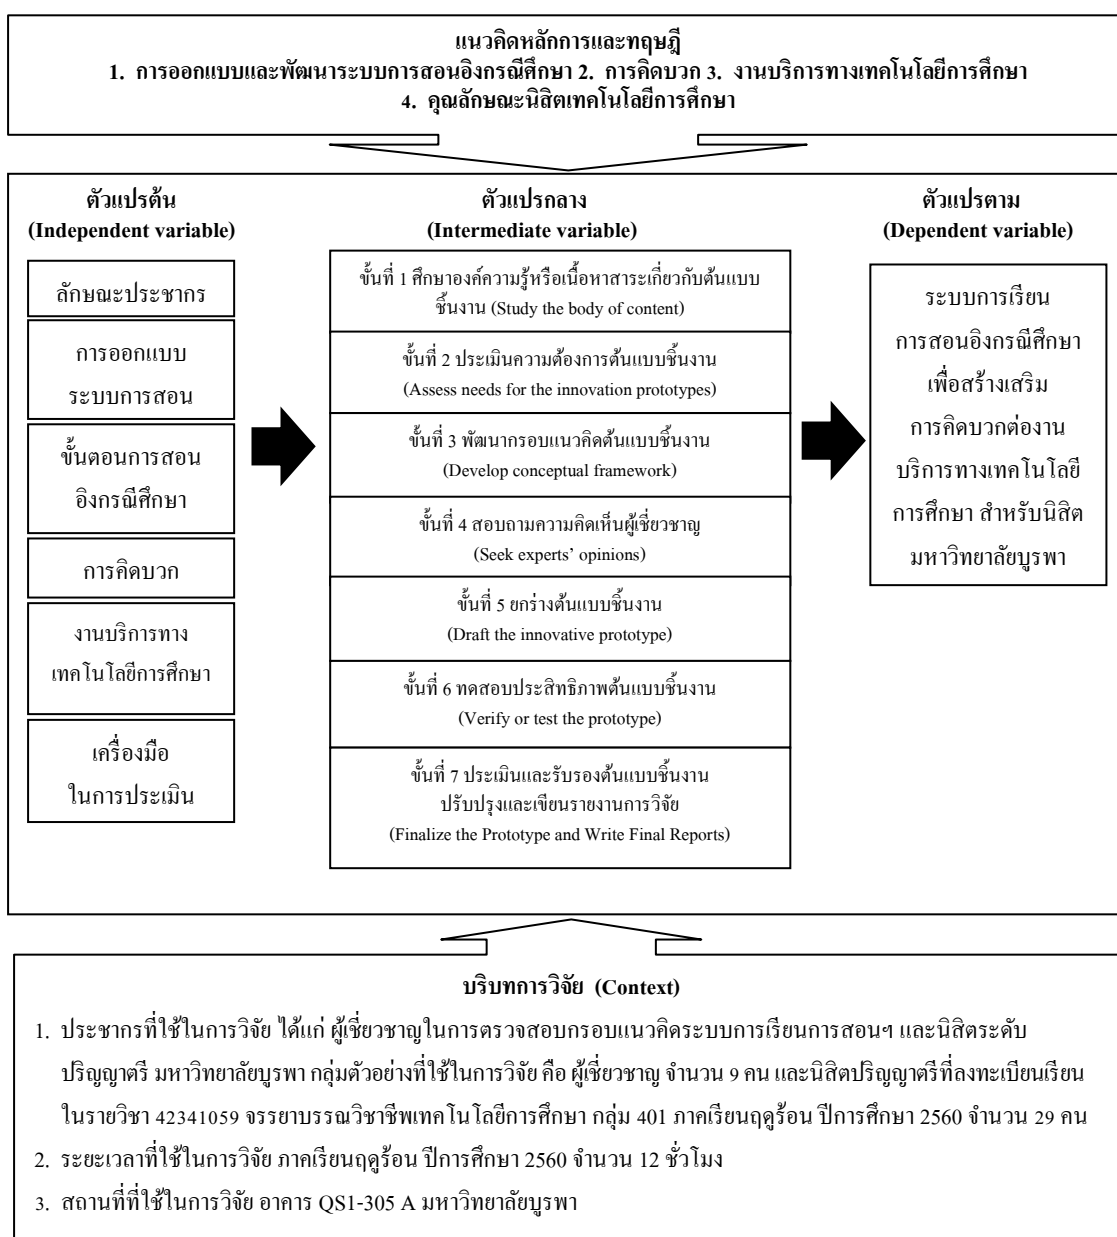 แนวคิดหลักการและทฤษฎี
1. การออกแบบและพัฒนาระบบการสอนอิงกรณีศึกษา 2. การคิดบวก 3. งานบริการทางเทคโนโลยีการศึกษา
4. คุณลักษณะนิสิตเทคโนโลยีการศึกษา
ตัวแปรต้น
(Independent variable)
ลักษณะประชากร
การออกแบบ
ระบบการสอน
ขั้นตอนการสอน
อิงกรณีศึกษา
การคิดบวก
งานบริการทาง
เทคโนโลยีการศึกษา
เครื่องมือ
ในการประเมิน
ตัวแปรกลาง
(Intermediate variable)
ขั้นที่ 1 ศึกษาองค์ความรู้หรือเนื้อหาสาระเกี่ยวกับต้นแบบ
ชิ้นงาน (Study the body of content)
ขั้นที่ 2 ประเมินความต้องการต้นแบบชิ้นงาน
(Assess needs for the innovation prototypes)
ขั้นที่ 3 พัฒนากรอบแนวคิดต้นแบบชิ้นงาน
(Develop conceptual framework)
ขั้นที่ 4 สอบถามความคิดเห็นผู้เชี่ยวชาญ
(Seek experts’ opinions)
ขั้นที่ 5 ยกร่างต้นแบบชิ้นงาน
(Draft the innovative prototype)
ขั้นที่ 6 ทดสอบประสิทธิภาพต้นแบบชิ้นงาน
(Verify or test the prototype)
ขั้นที่ 7 ประเมินและรับรองต้นแบบชิ้นงาน
ปรับปรุงและเขียนรายงานการวิจัย
(Finalize the Prototype and Write Final Reports)
ตัวแปรตาม
(Dependent variable)
ระบบการเรียน
การสอนอิงกรณีศึกษา
เพื่อสร้างเสริม
การคิดบวกต่องาน
บริการทางเทคโนโลยี
การศึกษา สำหรับนิสิต
มหาวิทยาลัยบูรพา
บริบทการวิจัย (Context)
1. ประชากรที่ใช้ในการวิจัย ได้แก่ ผู้เชี่ยวชาญในการตรวจสอบกรอบแนวคิดระบบการเรียนการสอนฯ และนิสิตระดับ
ปริญญาตรี มหาวิทยาลัยบูรพา กลุ่มตัวอย่างที่ใช้ในการวิจัย คือ ผู้เชี่ยวชาญ จำนวน 9 คน และนิสิตปริญญาตรีที่ลงทะเบียนเรียน
ในรายวิชา 42341059 จรรยาบรรณวิชาชีพเทคโนโลยีการศึกษา กลุ่ม 401 ภาคเรียนฤดูร้อน ปีการศึกษา 2560 จำนวน 29 คน
2. ระยะเวลาที่ใช้ในการวิจัย ภาคเรียนฤดูร้อน ปีการศึกษา 2560 จำนวน 12 ชั่วโมง
3. สถานที่ที่ใช้ในการวิจัย อาคาร QS1-305 A มหาวิทยาลัยบูรพา